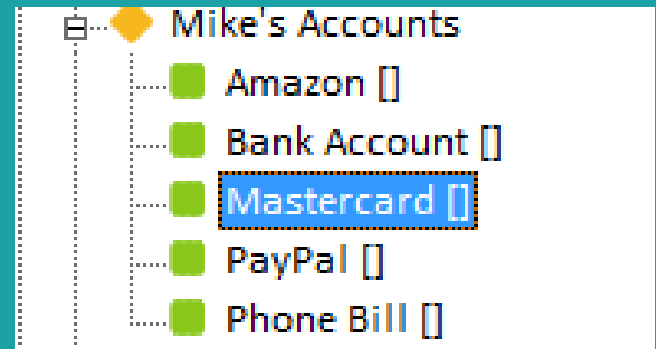 Mike's Accounts
Amazon []
Bank Account []
Mastercard []
PayPal []
Phone Bill []